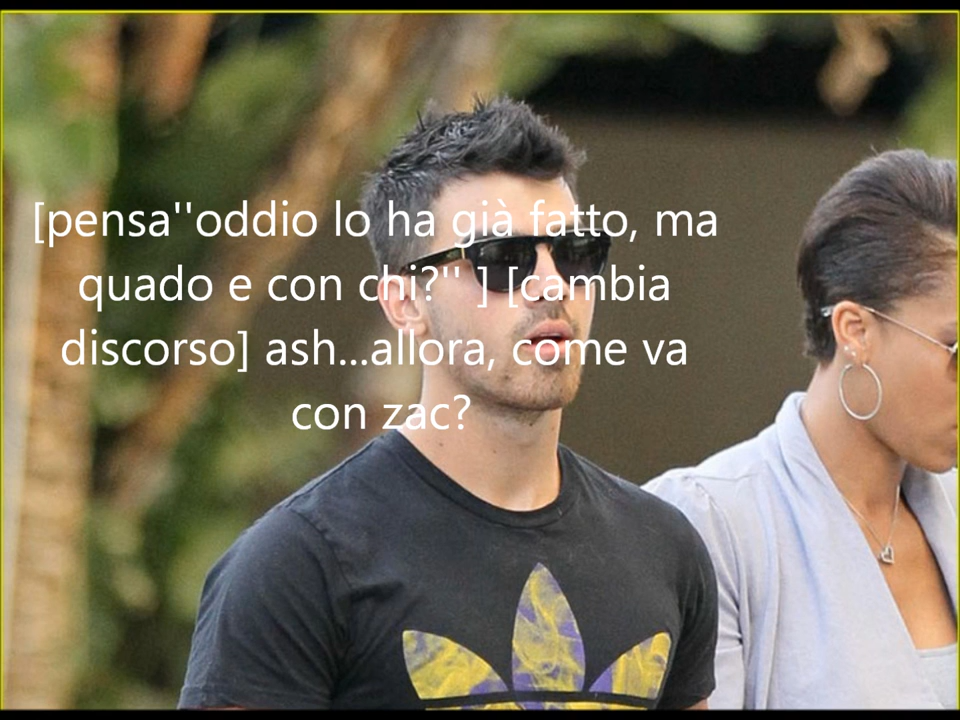 [pensa''oddio lo ha già fatto, ma
quado e con chi?'' ] [cambia
discorso] ash...allora, come va
con zac?